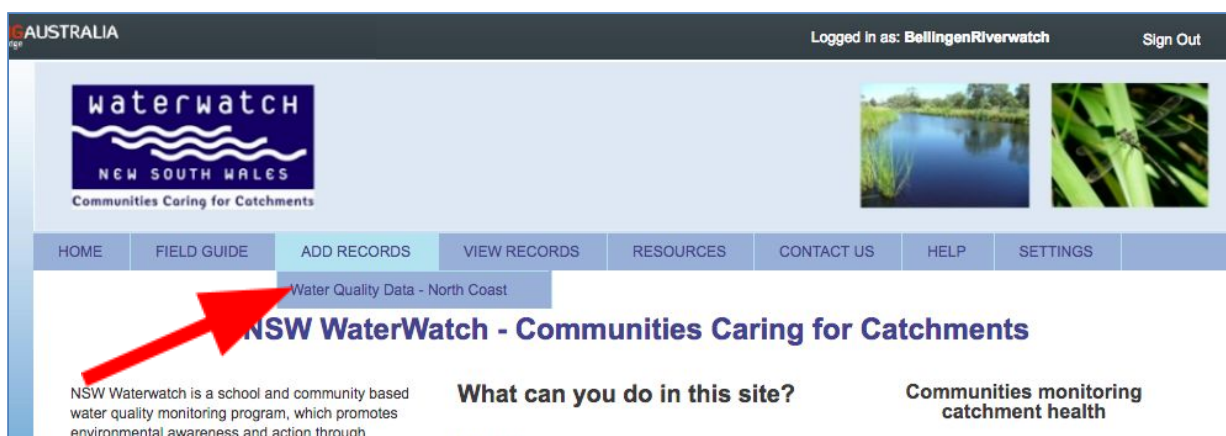 AUSTRALIA
Logged in as: BellingenRiverwatch
Sign Out
waterwatch
NEW SOUTH WALES
Communities Caring for Catchments
HOME FIELD GUIDE ADD RECORDS VIEW RECORDS RESOURCES CONTACT US HELP SETTINGS
Water Quality Data - North Coast
NSW WaterWatch - Communities Caring for Catchments
NSW Waterwatch is a school and community based
water quality monitoring program, which promotes
environmental awareness and action through
What can you do in this site?
Communities monitoring
catchment health